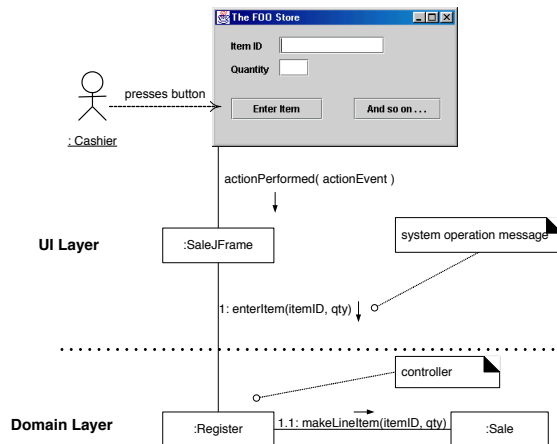 The FOO Store
Item ID
Quantity
Enter Item
And so on . . .
presses button
: Cashier
actionPerformed( actionEvent )
system operation message
UI Layer
:SaleJFrame
1: enterItem(itemID, qty)
controller
Domain Layer
:Register
1.1: makeLineItem(itemID, qty)
:Sale